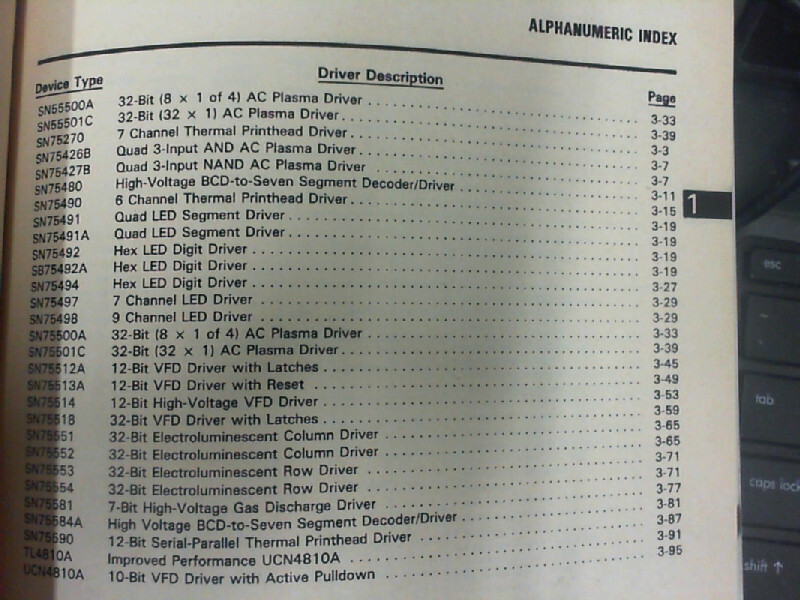 ALPHANUMERIC INDEX
Device Type Driver Description Page
SN55500A 32-Bit (8 × 1 of 4) AC Plasma Driver 3-33
SN55501C 32-Bit (32 × 1) AC Plasma Driver 3-39
SN75270 7 Channel Thermal Printhead Driver 3-3
SN75426B Quad 3-Input AND AC Plasma Driver 3-7
SN75427B Quad 3-Input NAND AC Plasma Driver 3-7
SN75480 High-Voltage BCD-to-Seven Segment Decoder/Driver 3-11
SN75490 6 Channel Thermal Printhead Driver 3-15
SN75491 Quad LED Segment Driver 3-19
SN75491A Quad LED Segment Driver 3-19
SN75492 Hex LED Digit Driver 3-19
SB75492A Hex LED Digit Driver 3-19
SN75494 Hex LED Digit Driver 3-27
SN75497 7 Channel LED Driver 3-29
SN75498 9 Channel LED Driver 3-29
SN75500A 32-Bit (8 × 1 of 4) AC Plasma Driver 3-33
SN75501C 32-Bit (32 × 1) AC Plasma Driver 3-39
SN75512A 12-Bit VFD Driver with Latches 3-45
SN75513A 12-Bit VFD Driver with Reset 3-49
SN75514 12-Bit High-Voltage VFD Driver 3-53
SN75518 32-Bit VFD Driver with Latches 3-59
SN75551 32-Bit Electroluminescent Column Driver 3-65
SN75552 32-Bit Electroluminescent Column Driver 3-65
SN75553 32-Bit Electroluminescent Row Driver 3-71
SN75554 32-Bit Electroluminescent Row Driver 3-71
SN75581 7-Bit High-Voltage Gas Discharge Driver 3-77
SN75584A High Voltage BCD-to-Seven Segment Decoder/Driver 3-81
SN75590 12-Bit Serial-Parallel Thermal Printhead Driver 3-87
TL4810A Improved Performance UCN4810A 3-91
UCN4810A 10-Bit VFD Driver with Active Pulldown 3-95
1
esc
tab
caps lock
shift ↑